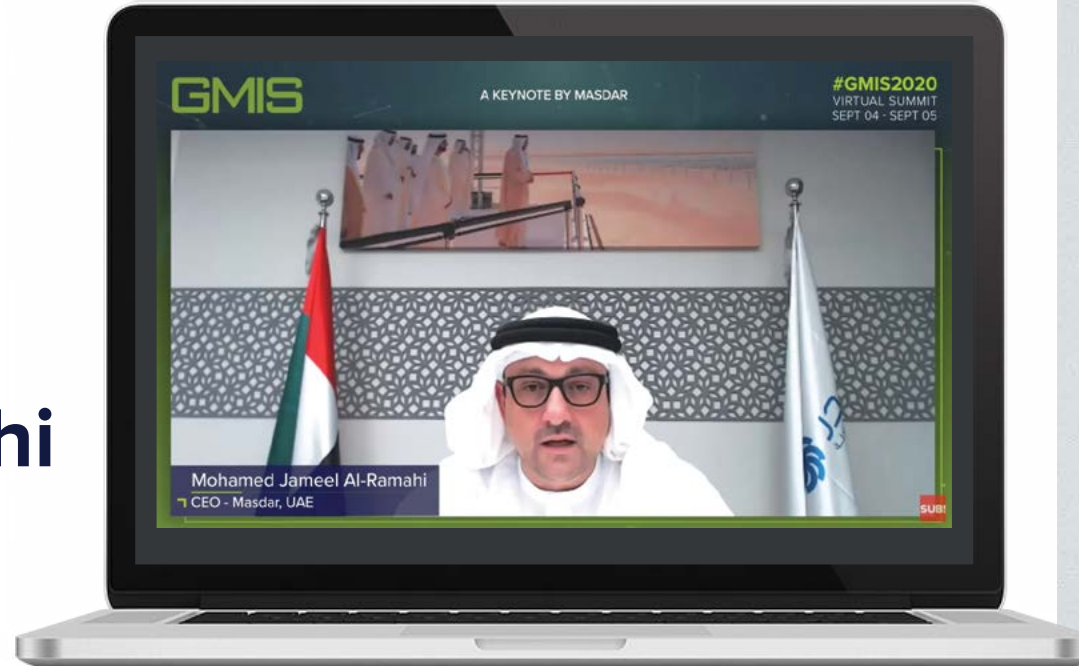 GMIS
A KEYNOTE BY MASDAR
#GMIS2020
VIRTUAL SUMMIT
SEPT 04 - SEPT 05
hi
Mohamed Jameel Al-Ramahi
CEO - Masdar, UAE
SUBS